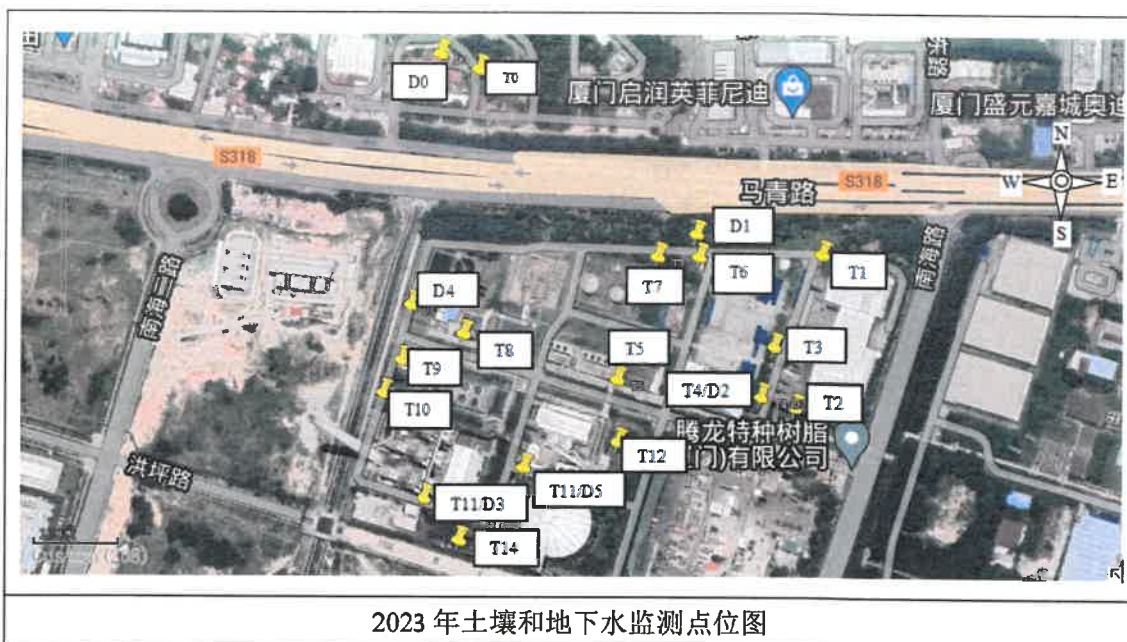 D0
T0
厦门启润英菲尼迪
厦门盛元嘉城奥迪
N
S318
S318
W
E
马青路
S
D1
T6
T1
T7
南海路
南海二路
D4
T8
T5
T3
T9
T4/D2
T2
T10
腾龙特种树脂
门)有限公司
T12
洪坪路
T11/D5
T11/D3
T14
2023 年土壤和地下水监测点位图